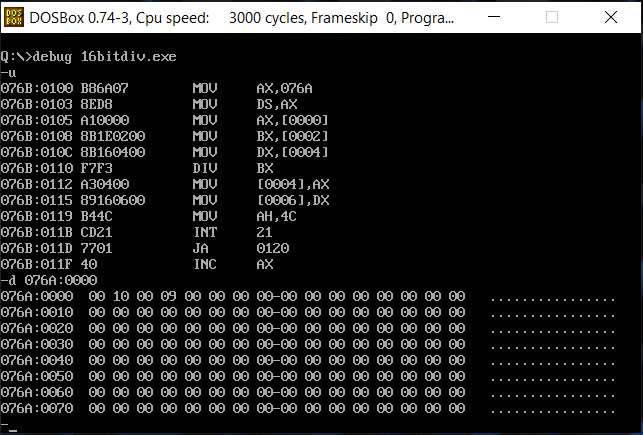 DOSBox 0.74-3, Cpu speed: 3000 cycles, Frameskip 0, Progra...
Q:\>debug 16bitdiv.exe
-u
076B:0100 B86A07 MOV AX,076A
076B:0103 8ED8 MOV DS,AX
076B:0105 A10000 MOV AX,[0000]
076B:0108 8B1E0200 MOV BX,[0002]
076B:010C 8B160400 MOV DX,[0004]
076B:0110 F7F3 DIV BX
076B:0112 A30400 MOV [0004],AX
076B:0115 89160600 MOV [0006],DX
076B:0119 B44C MOV AH,4C
076B:011B CD21 INT 21
076B:011D 7701 JA 0120
076B:011F 40 INC AX
-d 076A:0000
076A:0000 00 10 00 09 00 00 00 00-00 00 00 00 00 00 00 00 ................
076A:0010 00 00 00 00 00 00 00 00-00 00 00 00 00 00 00 00 ................
076A:0020 00 00 00 00 00 00 00 00-00 00 00 00 00 00 00 00 ................
076A:0030 00 00 00 00 00 00 00 00-00 00 00 00 00 00 00 00 ................
076A:0040 00 00 00 00 00 00 00 00-00 00 00 00 00 00 00 00 ................
076A:0050 00 00 00 00 00 00 00 00-00 00 00 00 00 00 00 00 ................
076A:0060 00 00 00 00 00 00 00 00-00 00 00 00 00 00 00 00 ................
076A:0070 00 00 00 00 00 00 00 00-00 00 00 00 00 00 00 00 ................
-_